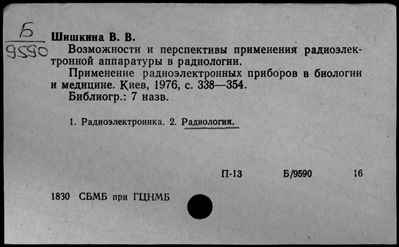 Б
9590
Шишкина В. В.
Возможности и перспективы применения радиоэлек-
тронной аппаратуры в радиологии.
Применение радиоэлектронных приборов в биологии
и медицине. Киев, 1976, с. 338—354.
Библиогр.: 7 назв.
1. Радиоэлектроника. 2. Радиология.
П-13 Б/9590 16
1830 СБМБ при ГЦНМБ